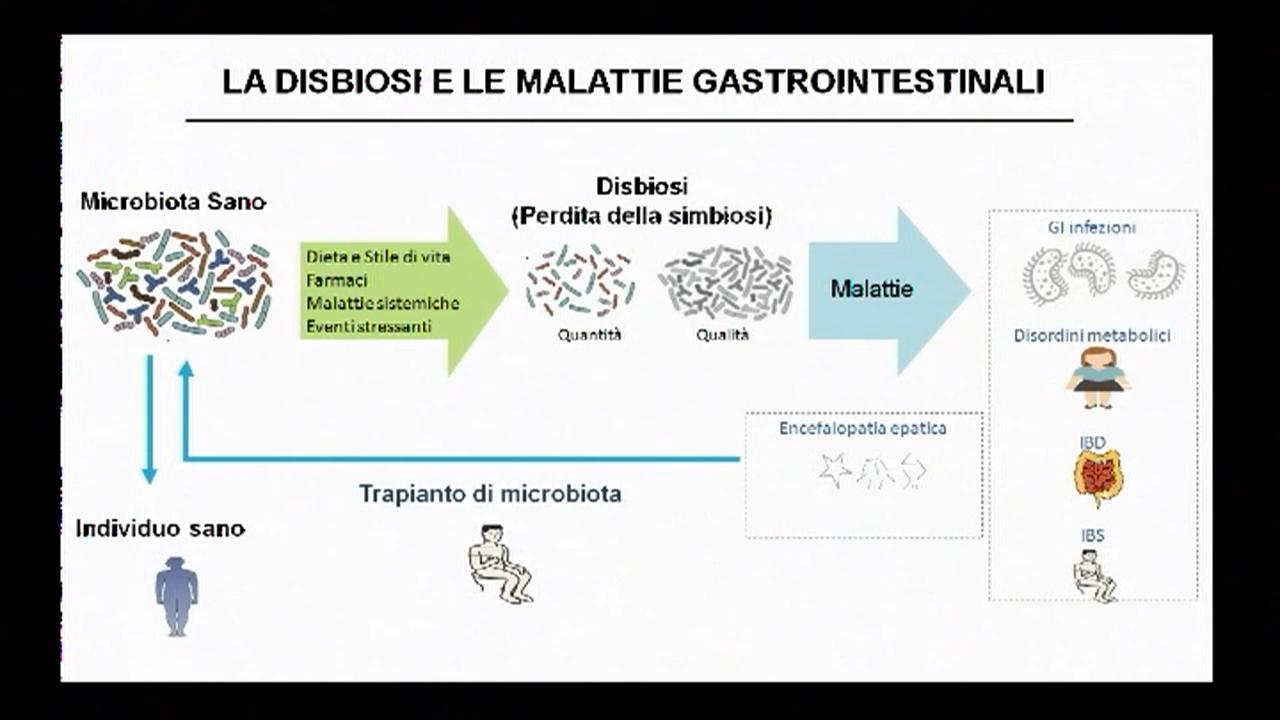 LA DISBIOSI E LE MALATTIE GASTROINTESTINALI
Microbiota Sano
Dieta e Stile di vita
Farmaci
Malattie sistemiche
Eventi stressanti
Disbiosi
(Perdita della simbiosi)
Quantità
Qualità
Malattie
GI infezioni
Disordini metabolici
IBD
IBS
Encefalopatia epatica
Trapianto di microbiota
Individuo sano